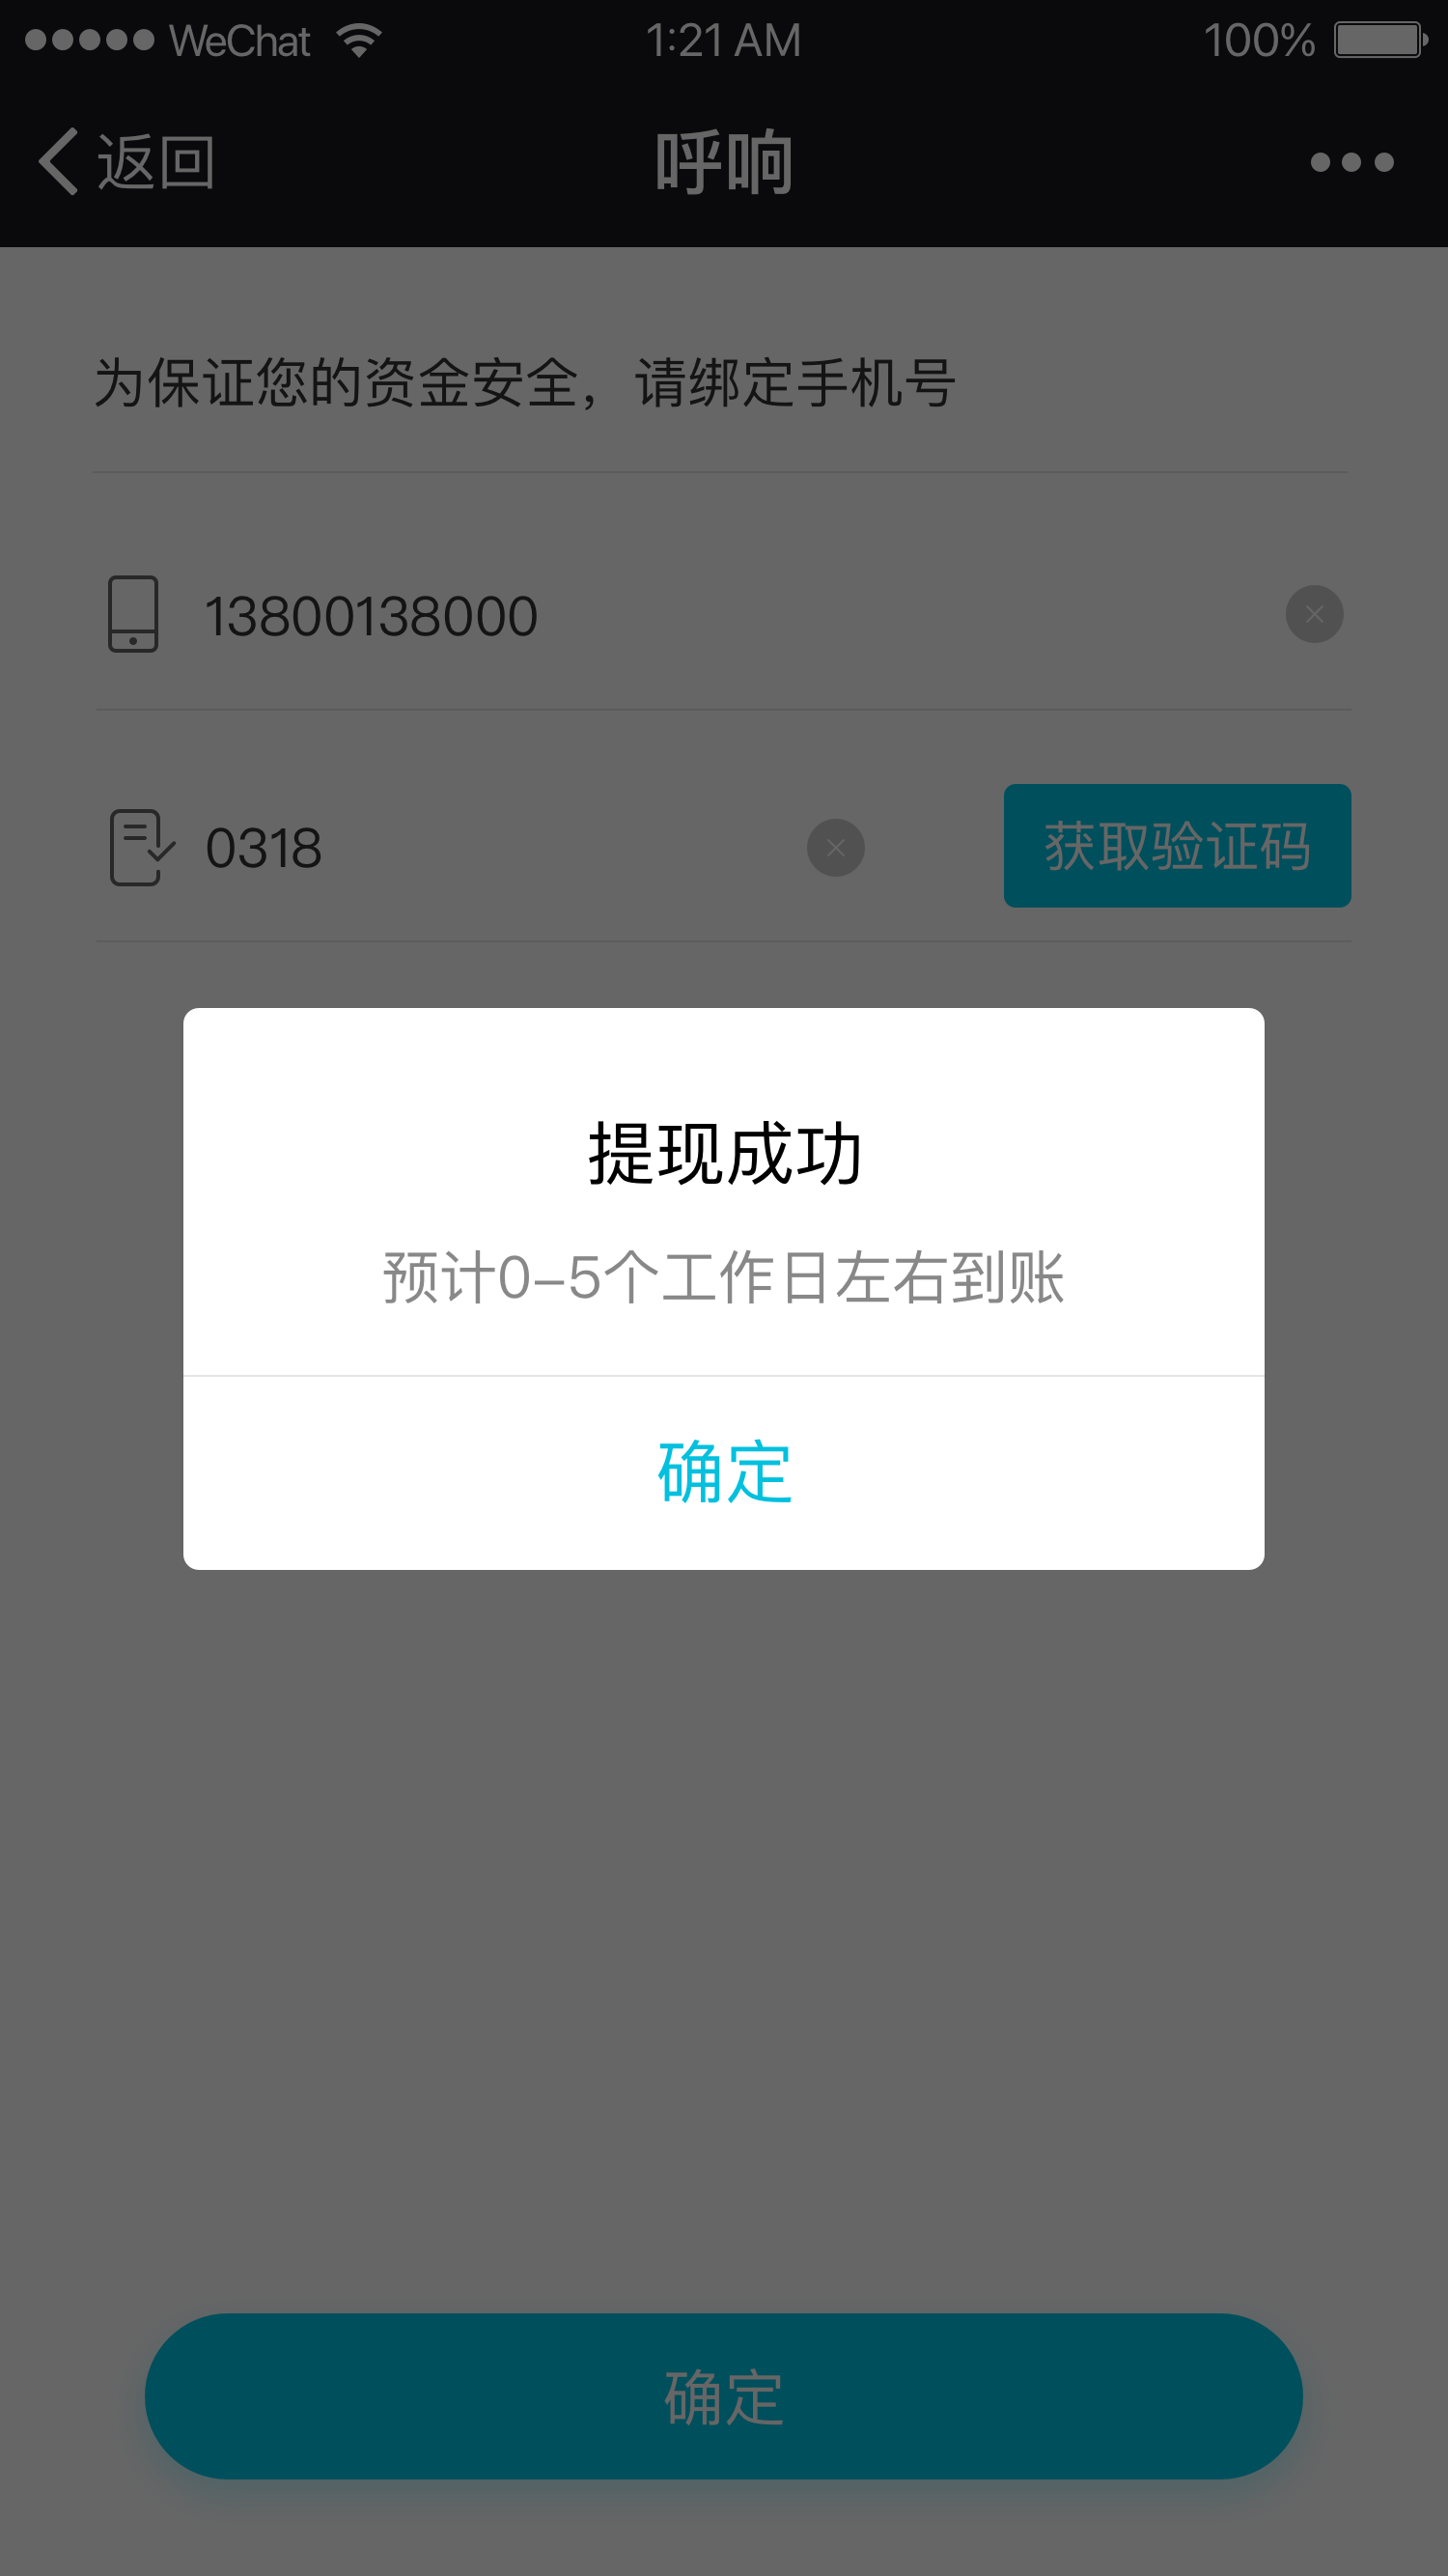 WeChat 1:21 AM 100%
返回 呼响
为保证您的资金安全，请绑定手机号
13800138000
0318 获取验证码
提现成功
预计0-5个工作日左右到账
确定
确定